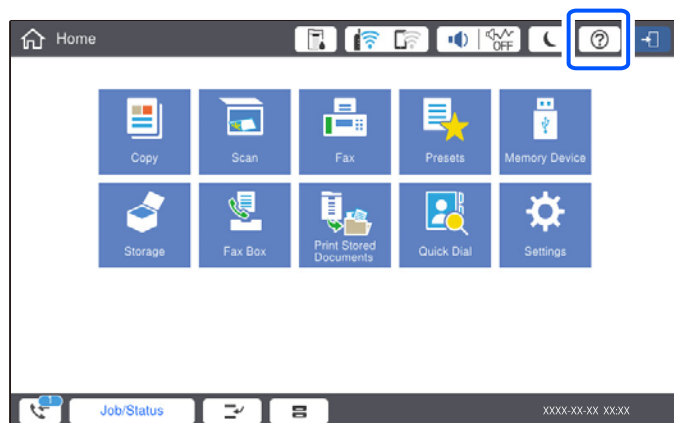 Home
OFF
?
Copy
Scan
Fax
Presets
Memory Device
Storage
Fax Box
Print Stored
Documents
Quick Dial
Settings
1
Job/Status
XXXX-XX-XX XX:XX